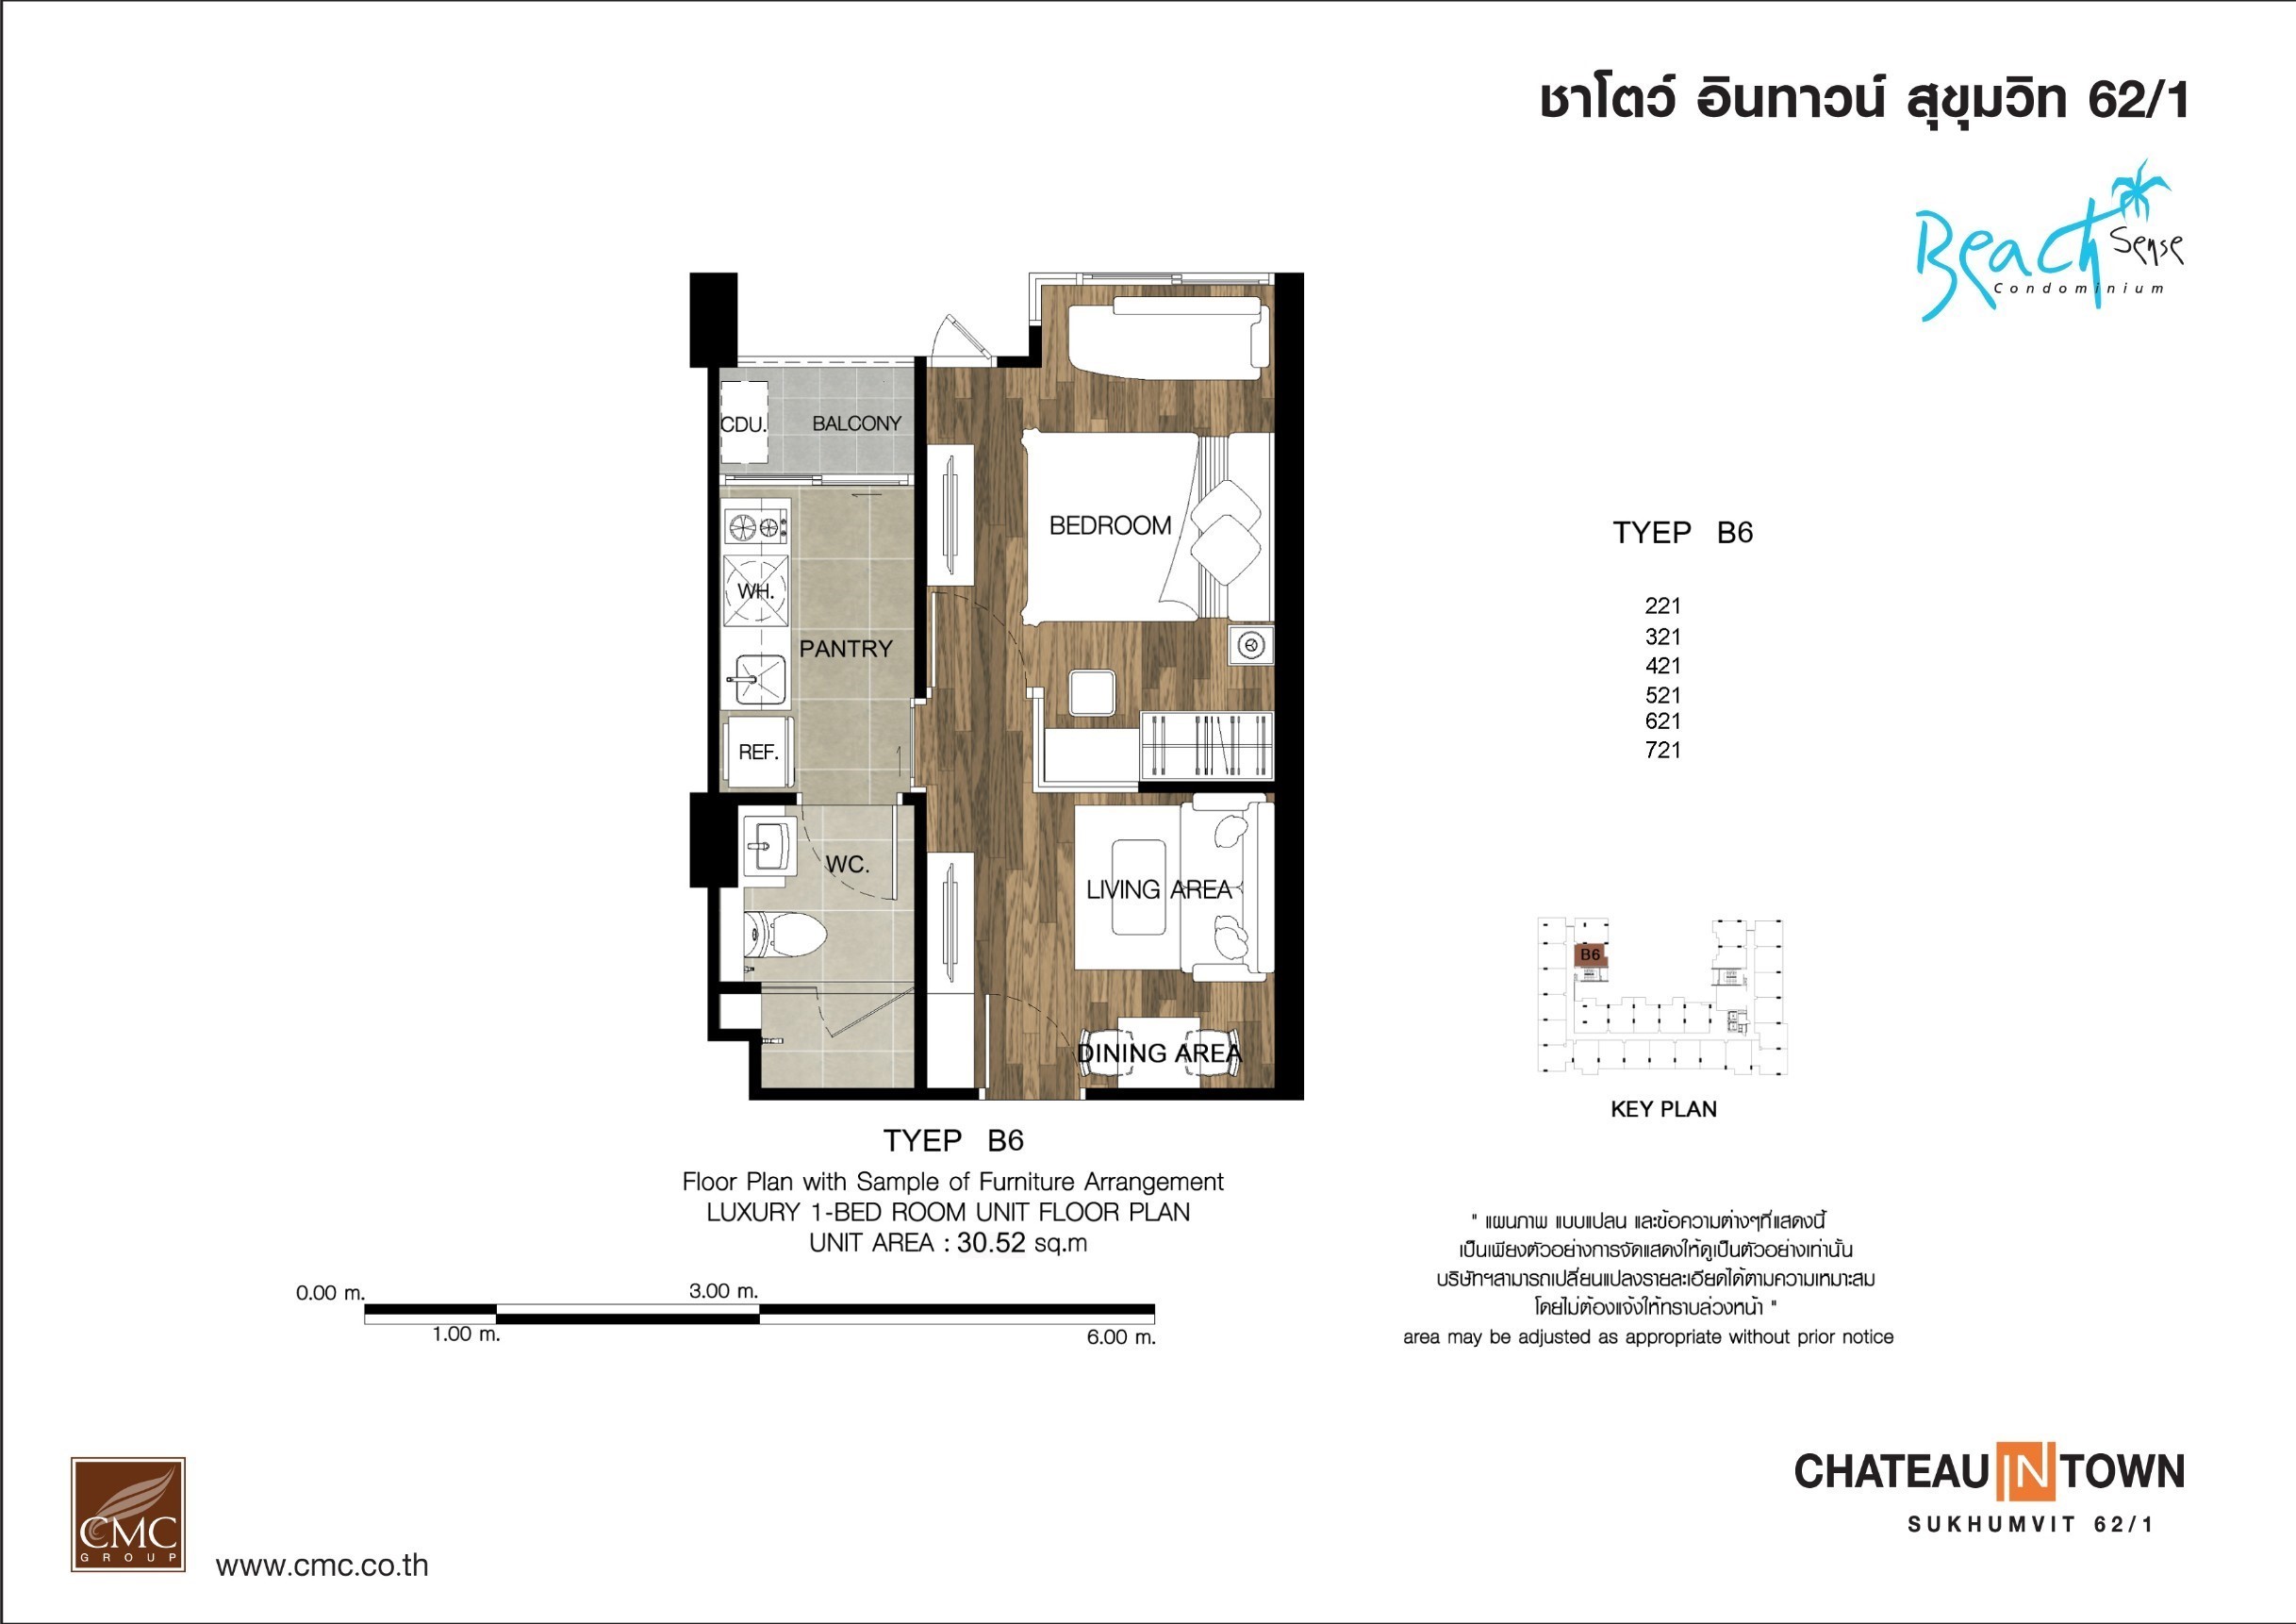 ชาโตว์ อินทาวน์ สุขุมวิท 62/1
Beach Sense
Condominium
CDU.
BALCONY
BEDROOM
WH.
PANTRY
REF.
WC.
LIVING AREA
DINING AREA
TYEP B6
221
321
421
521
621
721
B6
KEY PLAN
TYEP B6
Floor Plan with Sample of Furniture Arrangement
LUXURY 1-BED ROOM UNIT FLOOR PLAN
UNIT AREA : 30.52 sq.m
0.00 m.
3.00 m.
1.00 m.
6.00 m.
" แผนภาพ แบบแปลน และข้อความต่างๆที่แสดงนี้
เป็นเพียงตัวอย่างการจัดแสดงให้ดูเป็นตัวอย่างเท่านั้น
บริษัทฯสามารถเปลี่ยนแปลงรายละเอียดได้ตามความเหมาะสม
โดยไม่ต้องแจ้งให้ทราบล่วงหน้า "
area may be adjusted as appropriate without prior notice
CMC
GROUP
www.cmc.co.th
CHATEAU IN TOWN
SUKHUMVIT 62/1